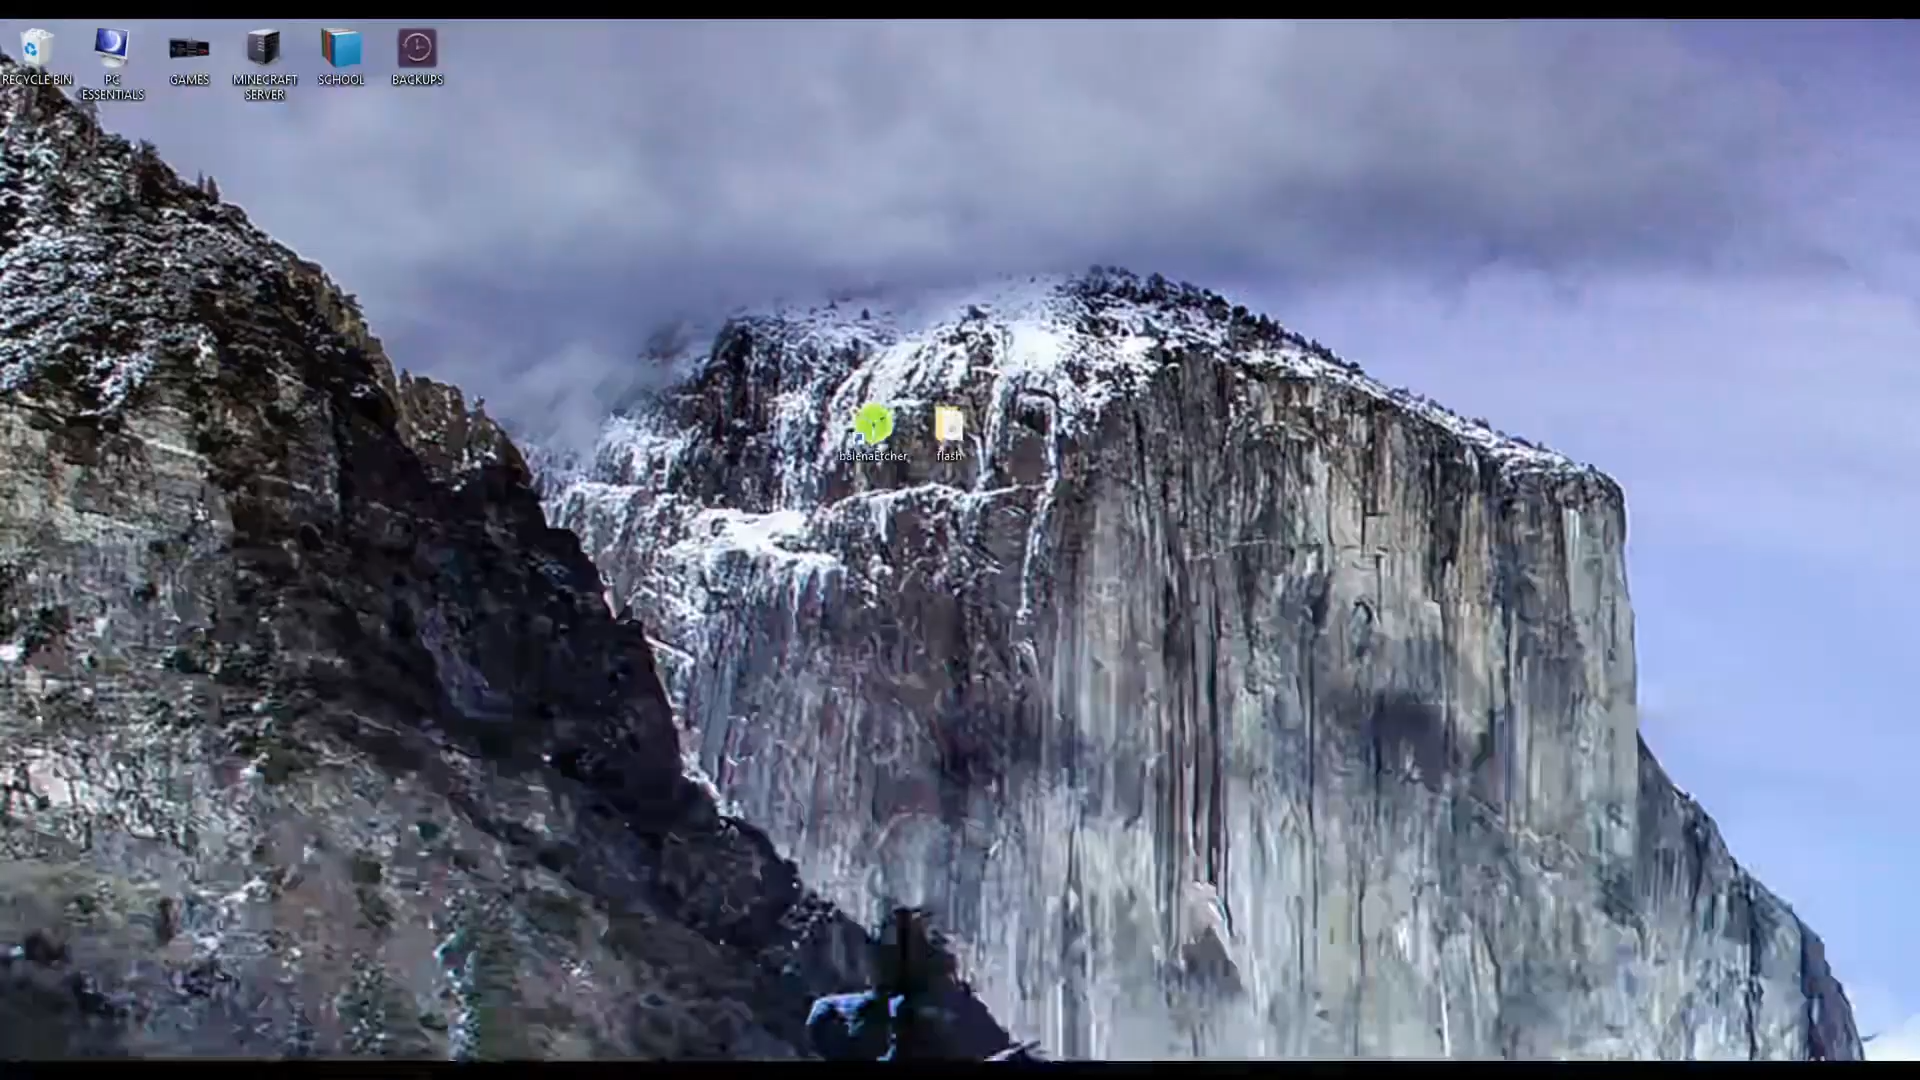 RECYCLE BIN
PC
ESSENTIALS
GAMES
MINECRAFT
SERVER
SCHOOL
BACKUPS
balenaEtcher
flash